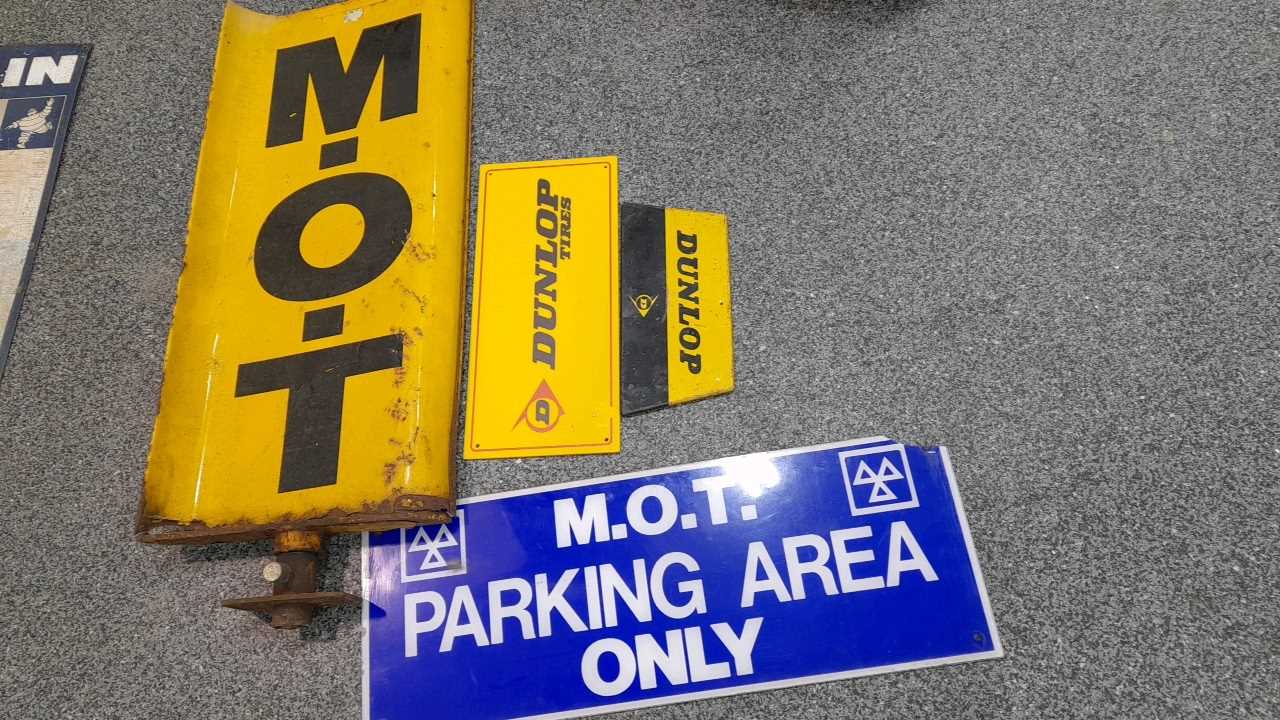 IN
M.O.T
DUNLOP
TIRES
D
DUNLOP
M.O.T.
PARKING AREA
ONLY